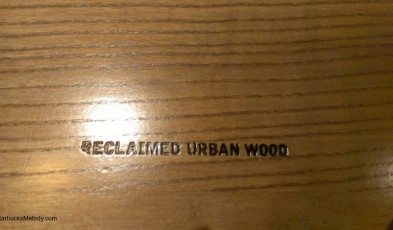 RECLAIMED URBAN WOOD
tarbucksMelody.com